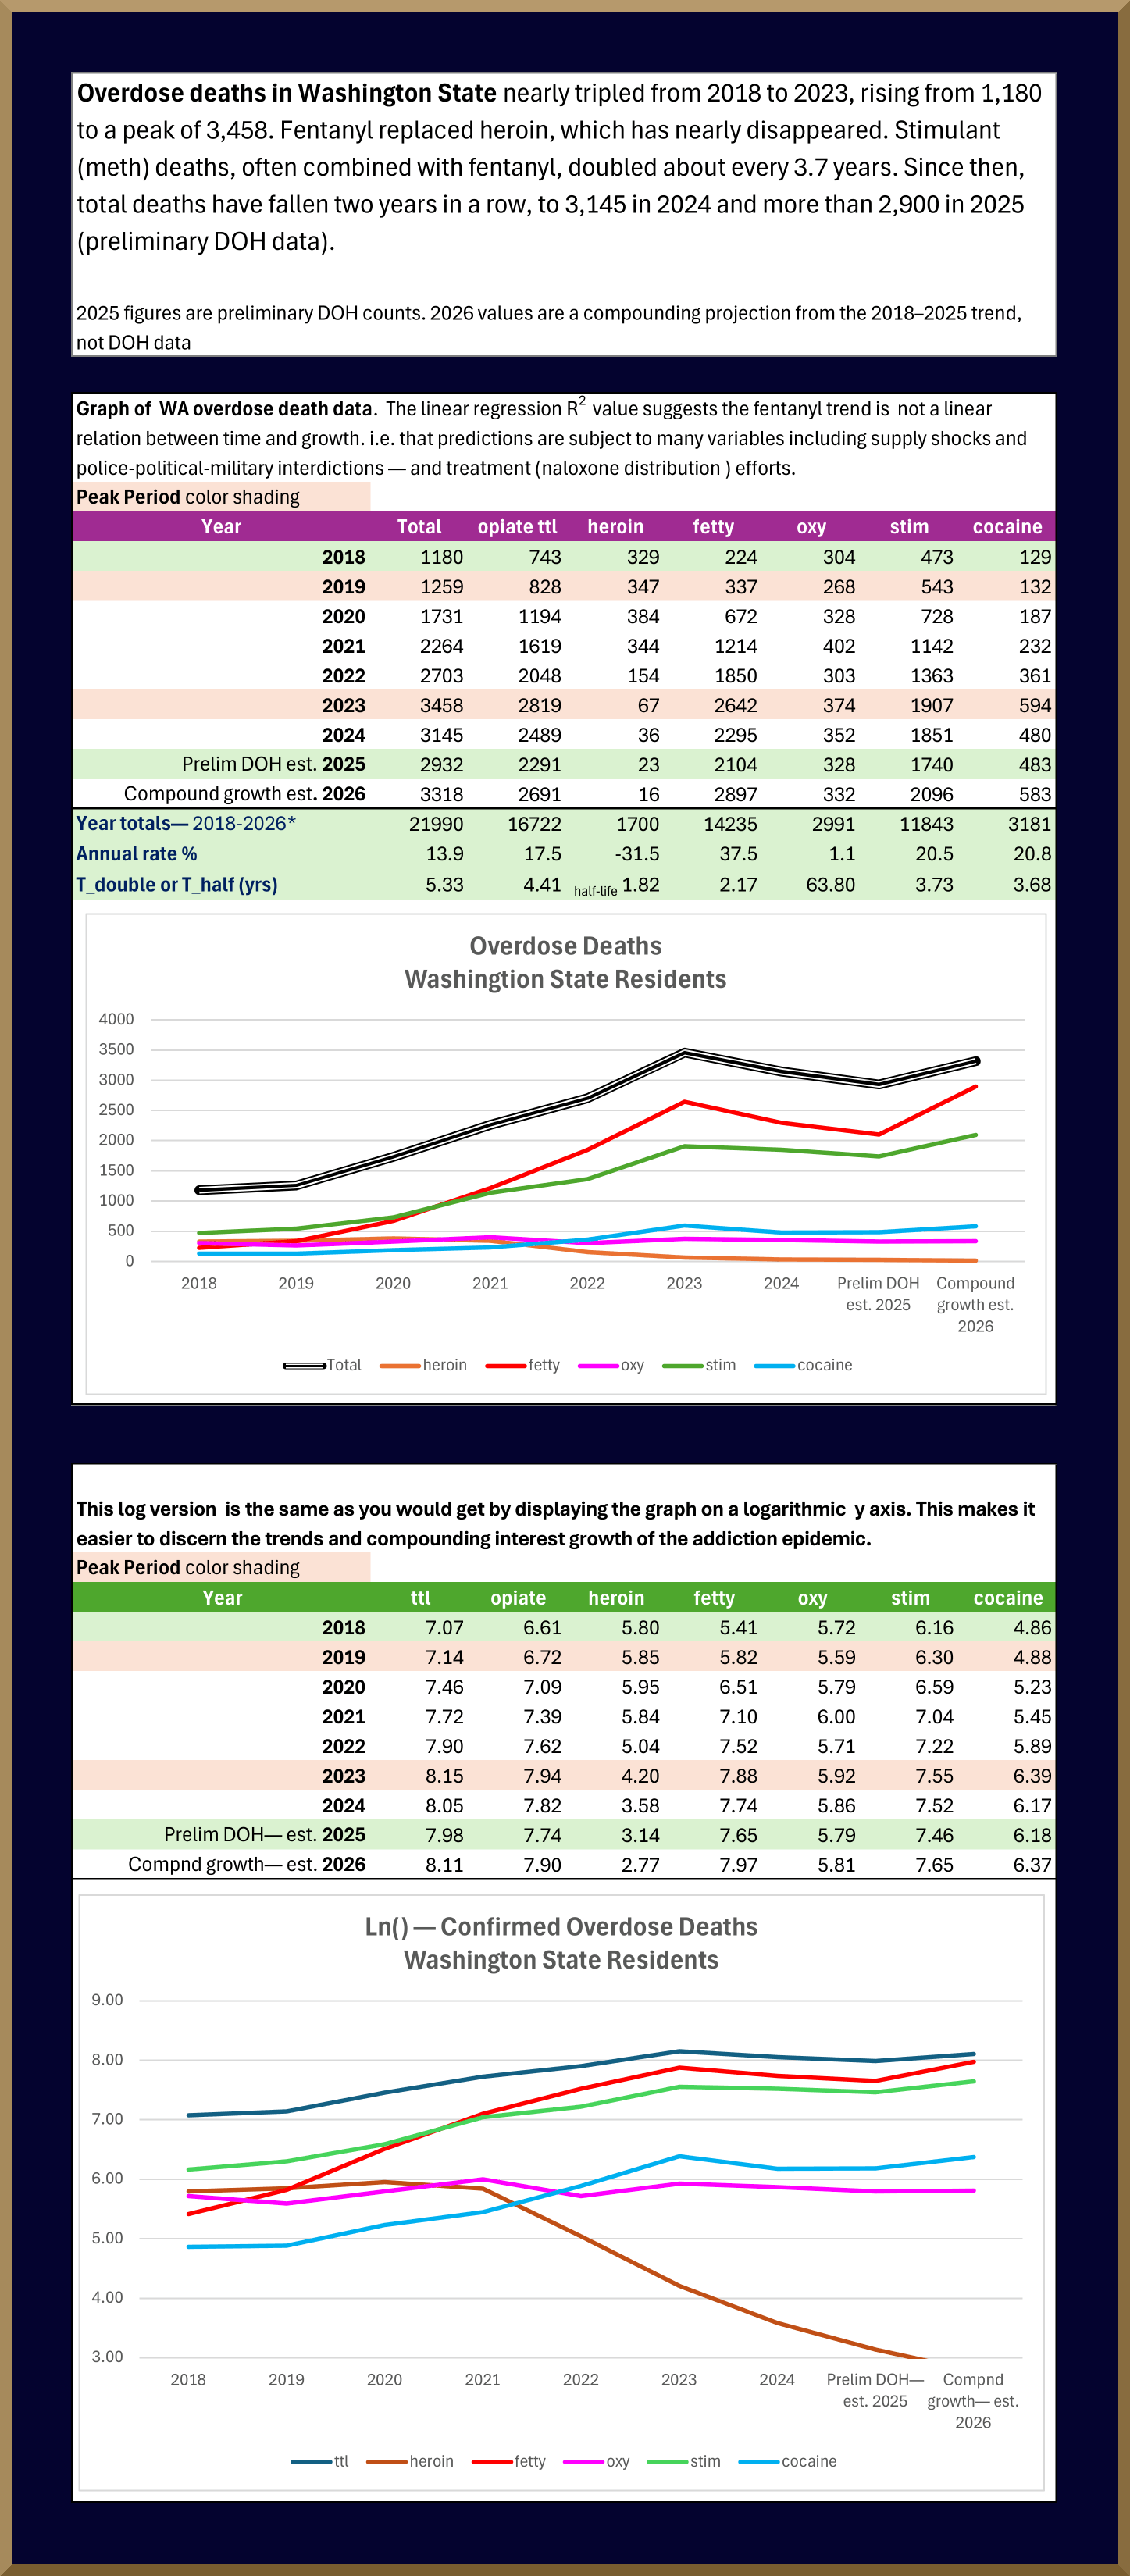 Overdose deaths in Washington State nearly tripled from 2018 to 2023, rising from 1,180
to a peak of 3,458. Fentanyl replaced heroin, which has nearly disappeared. Stimulant
(meth) deaths, often combined with fentanyl, doubled about every 3.7 years. Since then,
total deaths have fallen two years in a row, to 3,145 in 2024 and more than 2,900 in 2025
(preliminary DOH data).
2025 figures are preliminary DOH counts. 2026 values are a compounding projection from the 2018–2025 trend,
not DOH data
Graph of WA overdose death data. The linear regression R2 value suggests the fentanyl trend is not a linear
relation between time and growth. i.e. that predictions are subject to many variables including supply shocks and
police-political-military interdictions — and treatment (naloxone distribution ) efforts.
Peak Period color shading
Year Total opiate ttl heroin fetty oxy stim cocaine
2018 1180 743 329 224 304 473 129
2019 1259 828 347 337 268 543 132
2020 1731 1194 384 672 328 728 187
2021 2264 1619 344 1214 402 1142 232
2022 2703 2048 154 1850 303 1363 361
2023 3458 2819 67 2642 374 1907 594
2024 3145 2489 36 2295 352 1851 480
Prelim DOH est. 2025 2932 2291 23 2104 328 1740 483
Compound growth est. 2026 3318 2691 16 2897 332 2096 583
Year totals— 2018-2026* 21990 16722 1700 14235 2991 11843 3181
Annual rate % 13.9 17.5 -31.5 37.5 1.1 20.5 20.8
T_double or T_half (yrs) 5.33 4.41 half-life 1.82 2.17 63.80 3.73 3.68
Overdose Deaths
Washingtion State Residents
4000
3500
3000
2500
2000
1500
1000
500
0
2018 2019 2020 2021 2022 2023 2024 Prelim DOH Compound
est. 2025 growth est.
2026
Total heroin fetty oxy stim cocaine
This log version is the same as you would get by displaying the graph on a logarithmic y axis. This makes it
easier to discern the trends and compounding interest growth of the addiction epidemic.
Peak Period color shading
Year ttl opiate heroin fetty oxy stim cocaine
2018 7.07 6.61 5.80 5.41 5.72 6.16 4.86
2019 7.14 6.72 5.85 5.82 5.59 6.30 4.88
2020 7.46 7.09 5.95 6.51 5.79 6.59 5.23
2021 7.72 7.39 5.84 7.10 6.00 7.04 5.45
2022 7.90 7.62 5.04 7.52 5.71 7.22 5.89
2023 8.15 7.94 4.20 7.88 5.92 7.55 6.39
2024 8.05 7.82 3.58 7.74 5.86 7.52 6.17
Prelim DOH— est. 2025 7.98 7.74 3.14 7.65 5.79 7.46 6.18
Compnd growth— est. 2026 8.11 7.90 2.77 7.97 5.81 7.65 6.37
Ln() — Confirmed Overdose Deaths
Washington State Residents
9.00
8.00
7.00
6.00
5.00
4.00
3.00
2018 2019 2020 2021 2022 2023 2024 Prelim DOH— Compnd
est. 2025 growth— est.
2026
ttl heroin fetty oxy stim cocaine